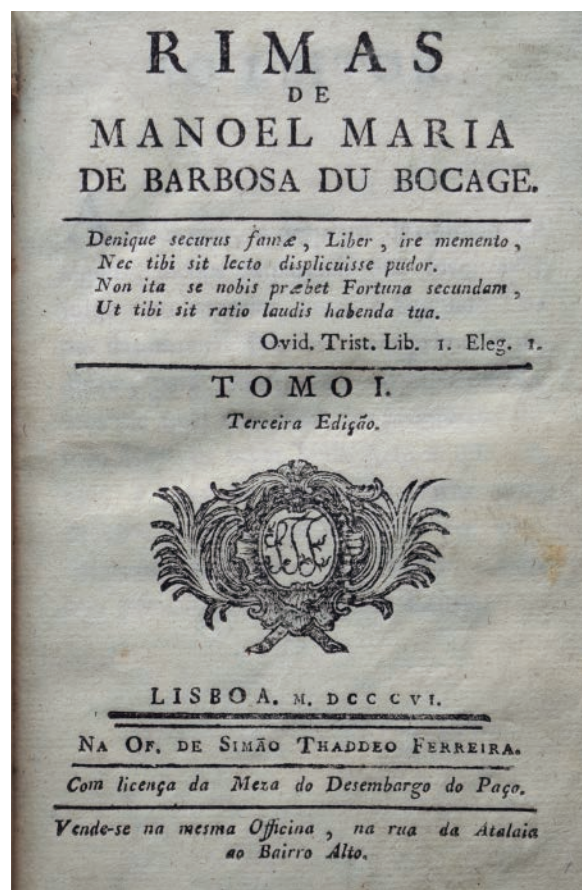 RIMAS
DE
MANOEL MARIA
DE BARBOSA DU BOCAGE.
Denique securus famæ, Liber, ire memento,
Nec tibi sit lecto displicuisse pudor.
Non ita se nobis præbet Fortuna secundam,
Ut tibi sit ratio laudis habenda tua.
Ovid. Trist. Lib. 1. Eleg. 1.
TOMO I.
Terceira Edição.
STF
LISBOA. M. DCCCVI.
NA OF. DE SIMÃO THADDEO FERREIRA.
Com licença da Meza do Desembargo do Paço.
Vende-se na mesma Officina, na rua da Atalaia
ao Bairro Alto.